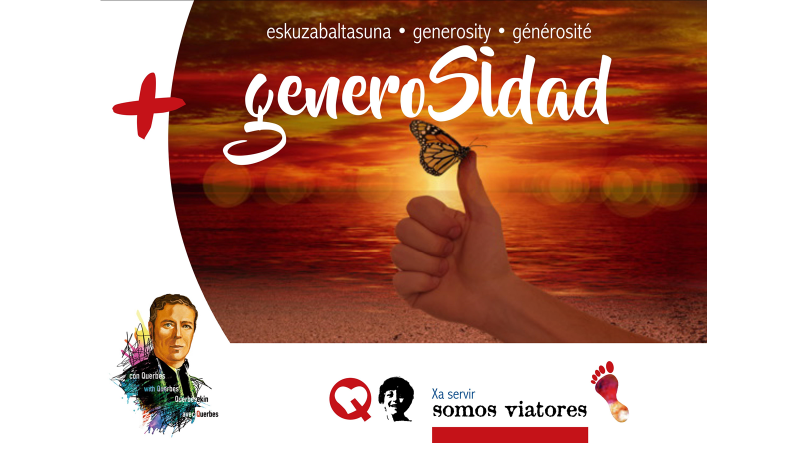 eskuzabaltasuna • generosity • générosité
+ generoSidad
con Querbes
with Querbes
Querbesekin
avec Querbes
Xa servir
somos viatores